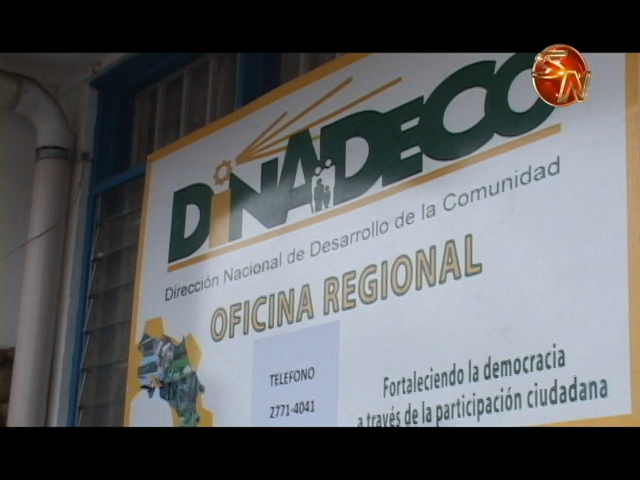 DiNADeCO
Dirección Nacional de Desarrollo de la Comunidad
OFICINA REGIONAL
TELEFONO
2771-4041
Fortaleciendo la democracia
a través de la participación ciudadana